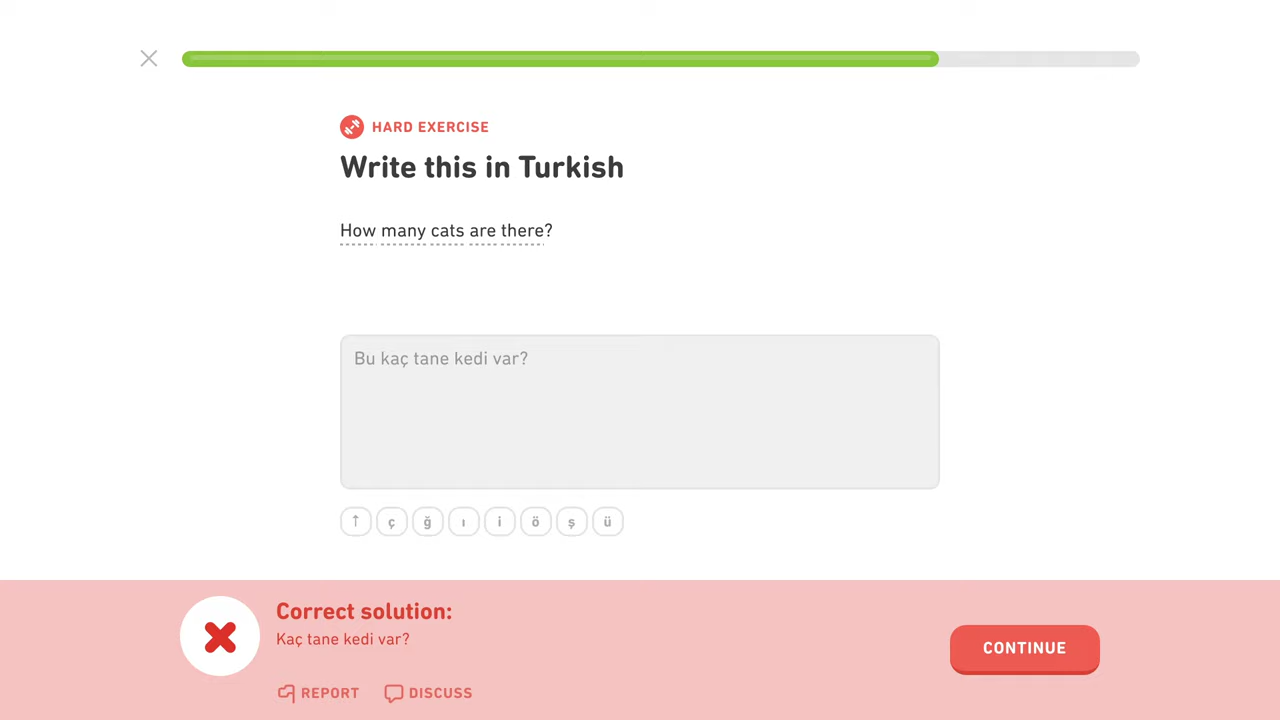 HARD EXERCISE
Write this in Turkish
How many cats are there?
Bu kaç tane kedi var?
↑ ç ğ ı i ö ş ü
Correct solution:
Kaç tane kedi var?
CONTINUE
REPORT DISCUSS